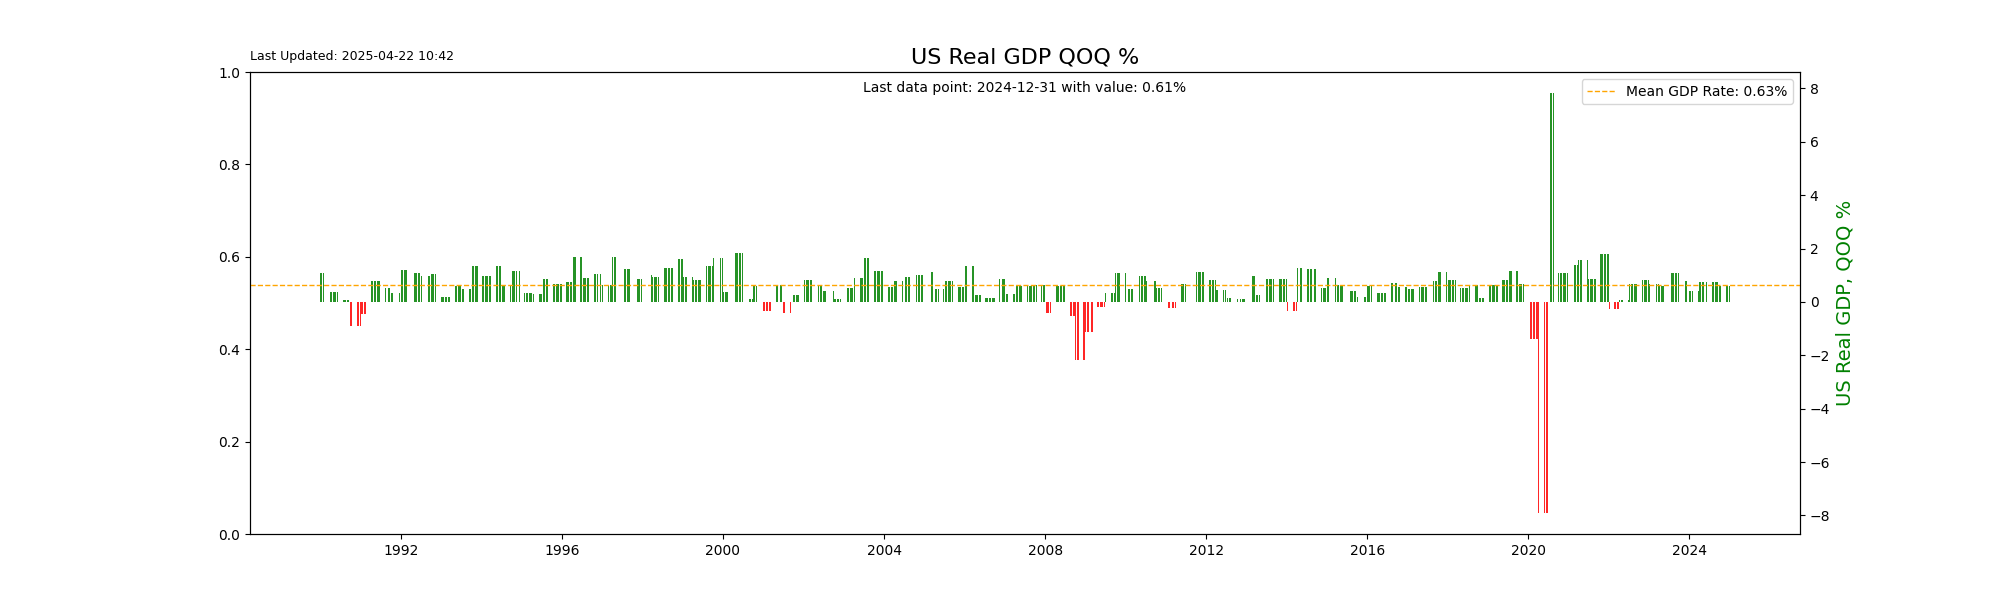 Last Updated: 2025-04-22 10:42
US Real GDP QOQ %
Last data point: 2024-12-31 with value: 0.61%
Mean GDP Rate: 0.63%
1.0
0.8
0.6
0.4
0.2
0.0
8
6
4
2
0
−2
−4
−6
−8
US Real GDP, QOQ %
1992 1996 2000 2004 2008 2012 2016 2020 2024